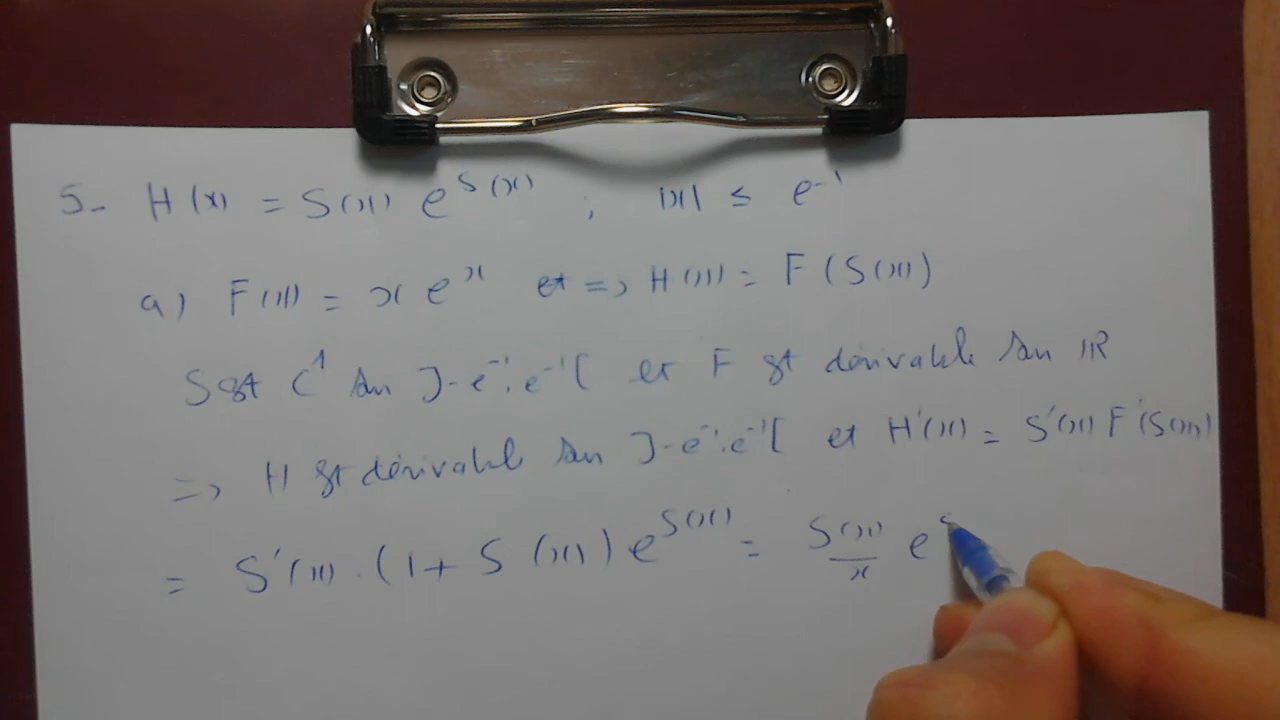 5- H(x) = S(x) e^{S(x)} ; |x| ≤ e^{-1}
a) F(x) = x e^x et => H(x) = F(S(x))
S est C^1 sur ]-e^{-1}, e^{-1}[ et F est dérivable sur IR
=> H est dérivable sur ]-e^{-1}, e^{-1}[ et H'(x) = S'(x) F'(S(x))
= S'(x) . (1 + S(x)) e^{S(x)} = S(x)/x e^S